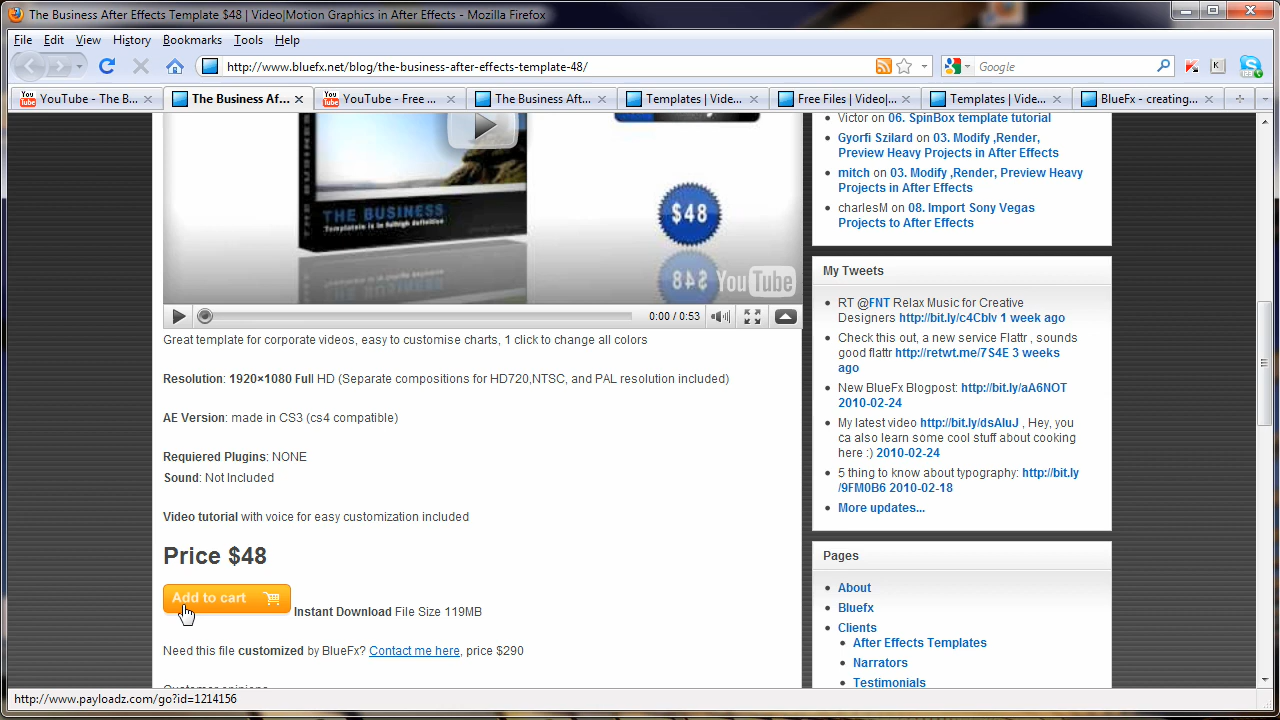 The Business After Effects Template $48 | Video|Motion Graphics in After Effects - Mozilla Firefox
File Edit View History Bookmarks Tools Help
http://www.bluefx.net/blog/the-business-after-effects-template-48/
Google
YouTube - The B...
The Business Af...
YouTube - Free ...
The Business Aft...
Templates | Vide...
Free Files | Video|...
Templates | Vide...
BlueFx - creating...
THE BUSINESS
Template is in fullhigh definition
$48
YouTube
0:00 / 0:53
Great template for corporate videos, easy to customise charts, 1 click to change all colors
Resolution: 1920×1080 Full HD (Separate compositions for HD720,NTSC, and PAL resolution included)
AE Version: made in CS3 (cs4 compatible)
Requiered Plugins: NONE
Sound: Not Included
Video tutorial with voice for easy customization included
Price $48
Add to cart
Instant Download File Size 119MB
Need this file customized by BlueFx? Contact me here, price $290
Victor on 06. SpinBox template tutorial
Gyorfi Szilard on 03. Modify ,Render,
Preview Heavy Projects in After Effects
mitch on 03. Modify ,Render, Preview Heavy
Projects in After Effects
charlesM on 08. Import Sony Vegas
Projects to After Effects
My Tweets
RT @FNT Relax Music for Creative
Designers http://bit.ly/c4Cblv 1 week ago
Check this out, a new service Flattr , sounds
good flattr http://retwt.me/7S4E 3 weeks
ago
New BlueFx Blogpost: http://bit.ly/aA6NOT
2010-02-24
My latest video http://bit.ly/dsAluJ , Hey, you
ca also learn some cool stuff about cooking
here :) 2010-02-24
5 thing to know about typography: http://bit.ly
/9FM0B6 2010-02-18
More updates...
Pages
About
Bluefx
Clients
After Effects Templates
Narrators
Testimonials
http://www.payloadz.com/go?id=1214156